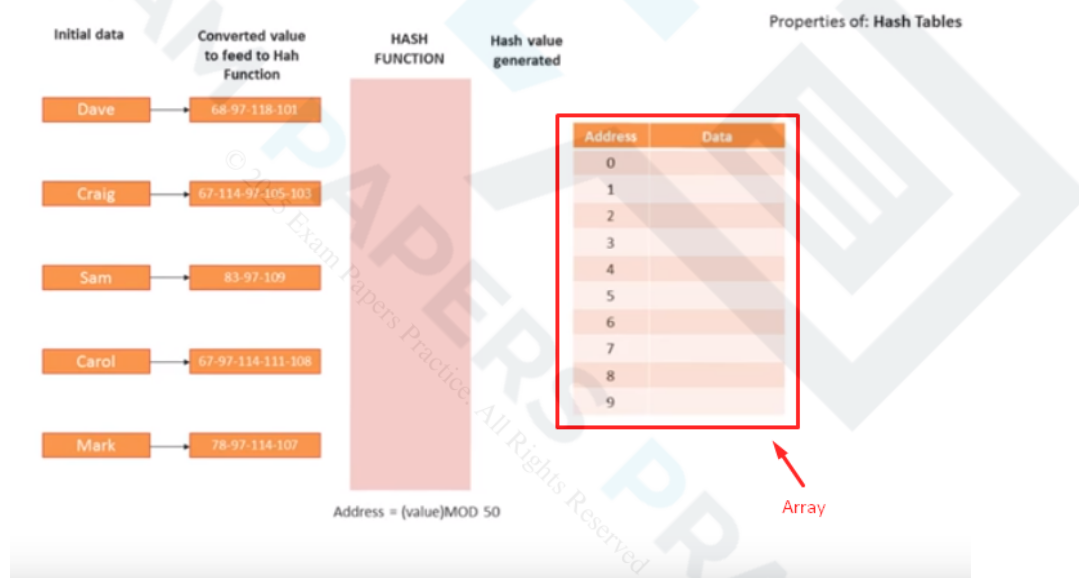 Properties of: Hash Tables
Initial data
Converted value
to feed to Hah
Function
HASH
FUNCTION
Hash value
generated
Dave
68-97-118-101
Craig
67-114-97-105-103
Sam
83-97-109
Carol
67-97-114-111-108
Mark
78-97-114-107
Address = (value)MOD 50
Address Data
0
1
2
3
4
5
6
7
8
9
Array
© 2025 Exam Papers Practice. All Rights Reserved